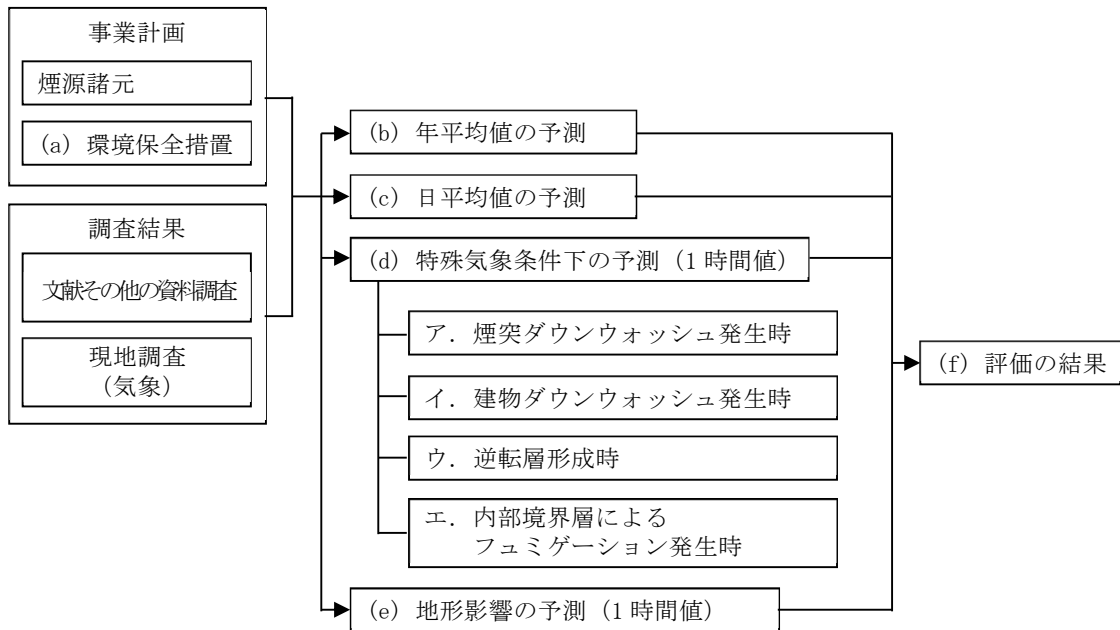 事業計画
煙源諸元
(a) 環境保全措置
調査結果
文献その他の資料調査
現地調査
(気象)
(b) 年平均値の予測
(c) 日平均値の予測
(d) 特殊気象条件下の予測 (1時間値)
ア. 煙突ダウンウォッシュ発生時
イ. 建物ダウンウォッシュ発生時
ウ. 逆転層形成時
エ. 内部境界層による
フュミゲーション発生時
(e) 地形影響の予測 (1時間値)
(f) 評価の結果